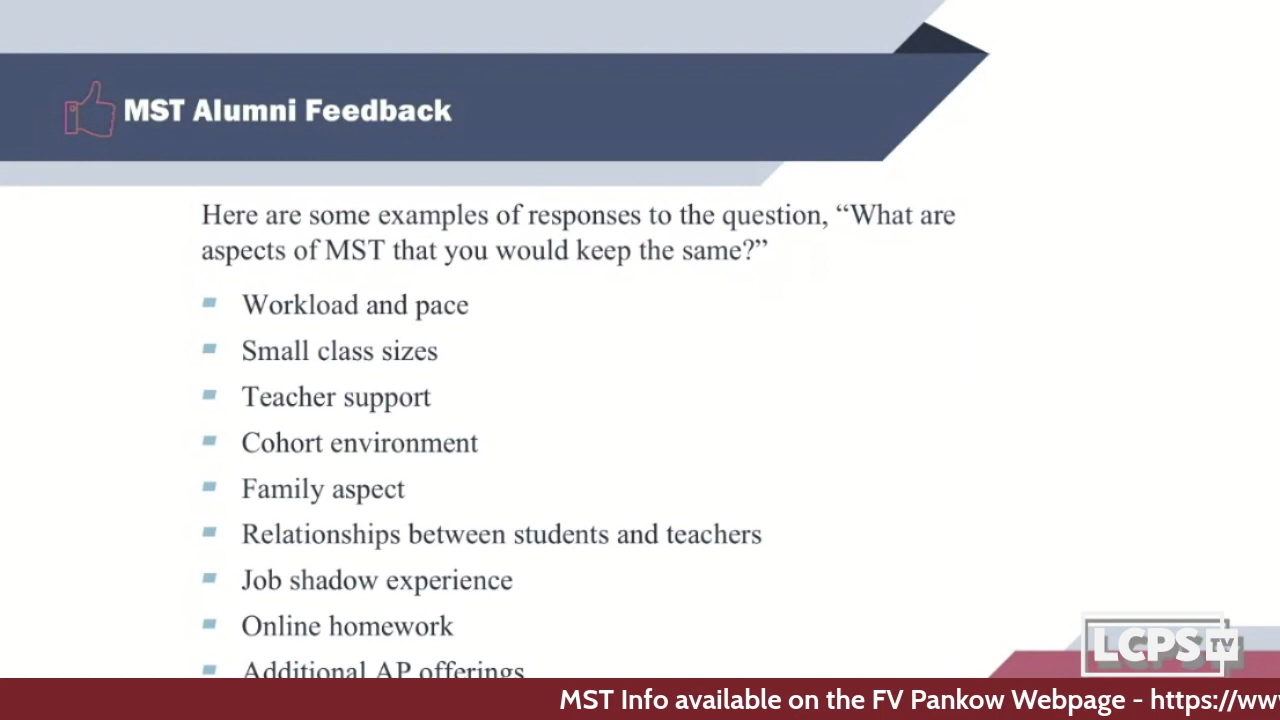 MST Alumni Feedback
Here are some examples of responses to the question, “What are
aspects of MST that you would keep the same?”
Workload and pace
Small class sizes
Teacher support
Cohort environment
Family aspect
Relationships between students and teachers
Job shadow experience
Online homework
Additional AP offerings
LCPS TV
MST Info available on the FV Pankow Webpage - https://ww